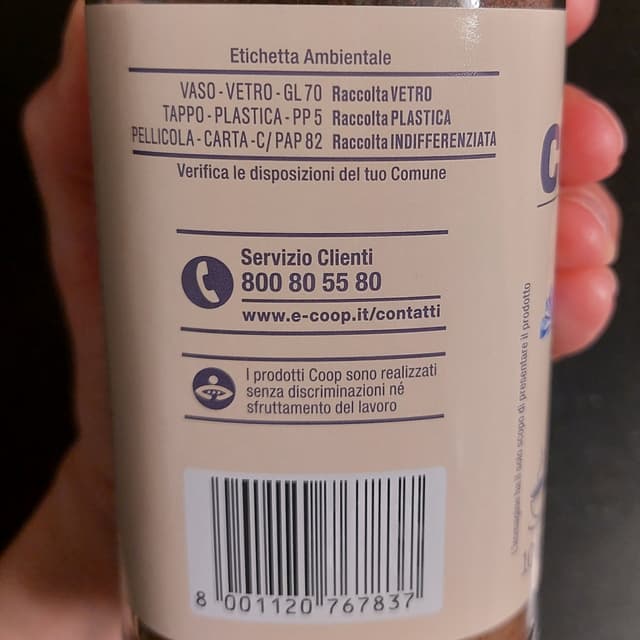 Etichetta Ambientale
VASO - VETRO - GL 70 Raccolta VETRO
TAPPO - PLASTICA - PP 5 Raccolta PLASTICA
PELLICOLA - CARTA - C/ PAP 82 Raccolta INDIFFERENZIATA
Verifica le disposizioni del tuo Comune
Servizio Clienti
800 80 55 80
www.e-coop.it/contatti
I prodotti Coop sono realizzati
senza discriminazioni né
sfruttamento del lavoro
8 001120 767837
L'immagine ha il solo scopo di presentare il prodotto